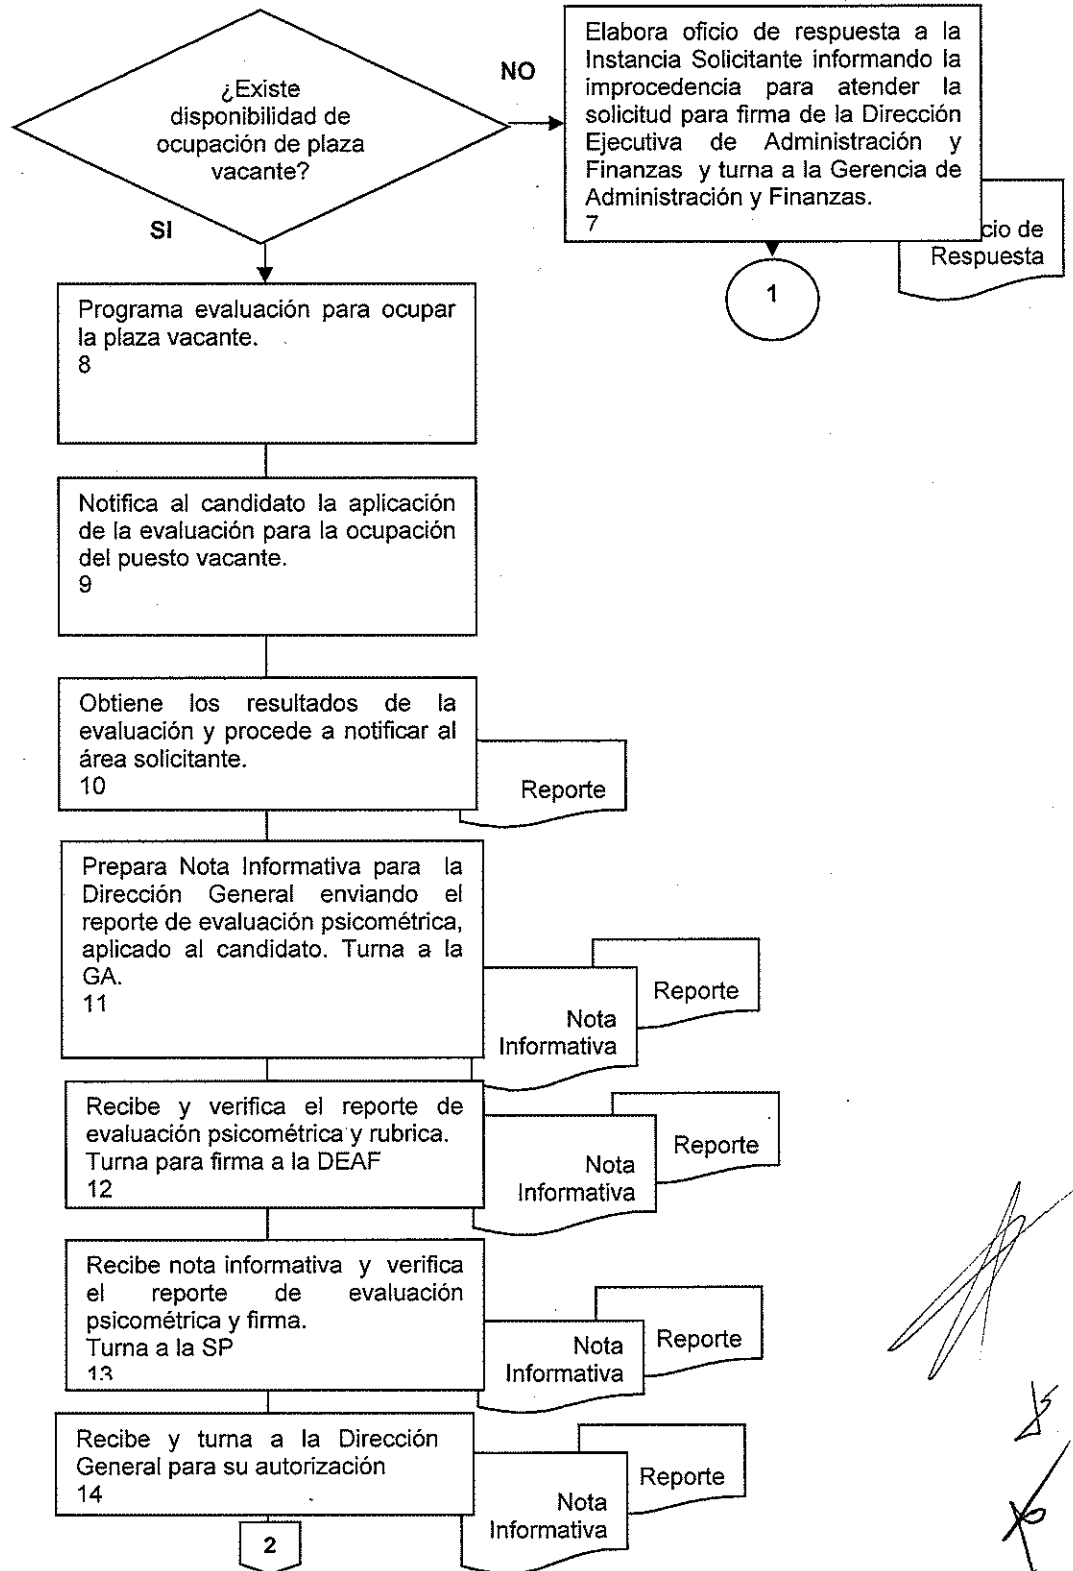 ¿Existe
disponibilidad de
ocupación de plaza
vacante?
NO
SI
Elabora oficio de respuesta a la
Instancia Solicitante informando la
improcedencia para atender la
solicitud para firma de la Dirección
Ejecutiva de Administración y
Finanzas y turna a la Gerencia de
Administración y Finanzas.
7
cio de
Respuesta
1
Programa evaluación para ocupar
la plaza vacante.
8
Notifica al candidato la aplicación
de la evaluación para la ocupación
del puesto vacante.
9
Obtiene los resultados de la
evaluación y procede a notificar al
área solicitante.
10
Reporte
Prepara Nota Informativa para la
Dirección General enviando el
reporte de evaluación psicométrica,
aplicado al candidato. Turna a la
GA.
11
Nota
Informativa
Reporte
Recibe y verifica el reporte de
evaluación psicométrica y rubrica.
Turna para firma a la DEAF
12
Nota
Informativa
Reporte
Recibe nota informativa y verifica
el reporte de evaluación
psicométrica y firma.
Turna a la SP
13
Nota
Informativa
Reporte
Recibe y turna a la Dirección
General para su autorización
14
Nota
Informativa
Reporte
2